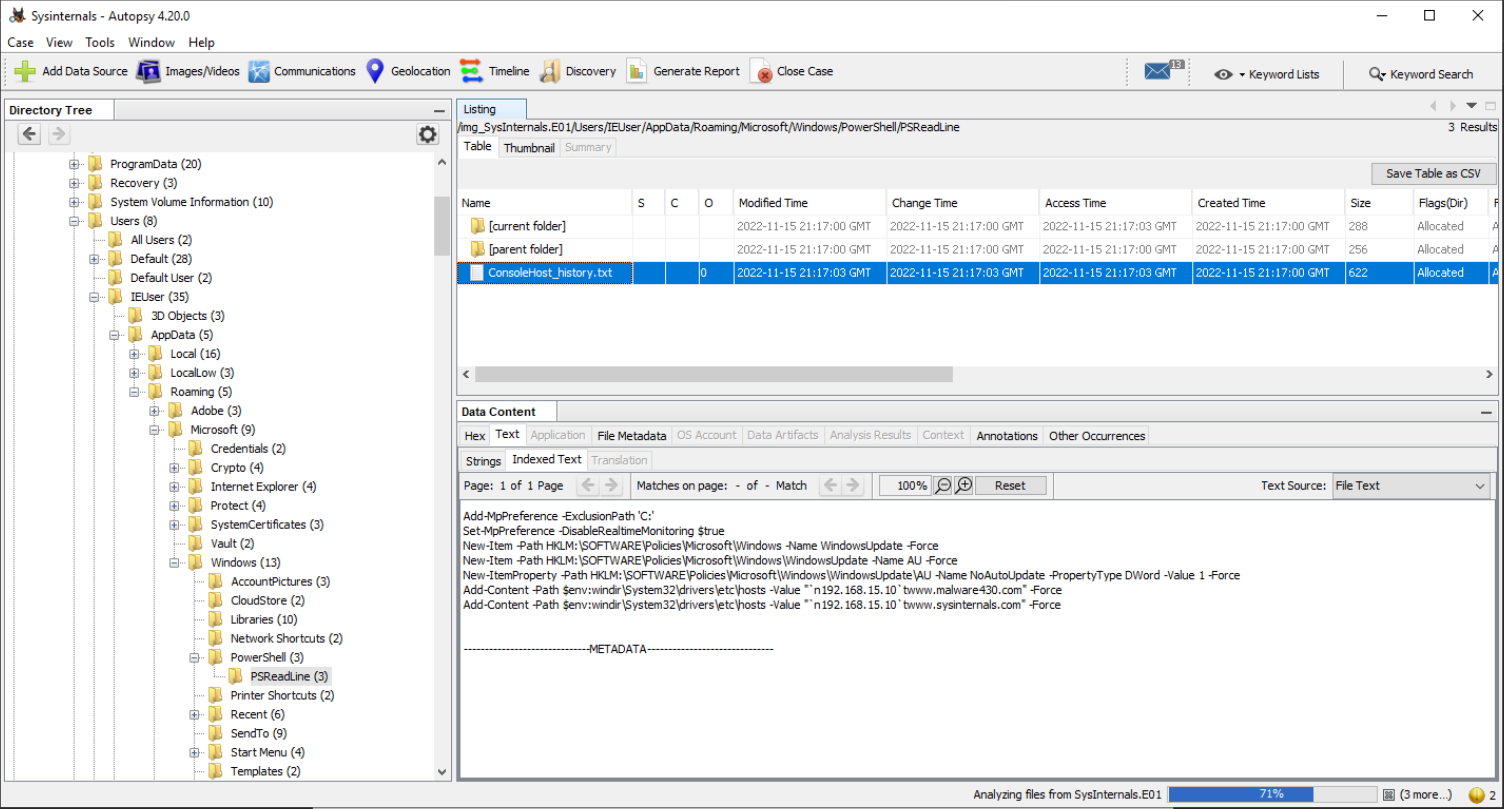 Sysinternals - Autopsy 4.20.0
Case View Tools Window Help
Add Data Source Images/Videos Communications Geolocation Timeline Discovery Generate Report Close Case 13 Keyword Lists Keyword Search
Directory Tree
ProgramData (20)
Recovery (3)
System Volume Information (10)
Users (8)
All Users (2)
Default (28)
Default User (2)
IEUser (35)
3D Objects (3)
AppData (5)
Local (16)
LocalLow (3)
Roaming (5)
Adobe (3)
Microsoft (9)
Credentials (2)
Crypto (4)
Internet Explorer (4)
Protect (4)
SystemCertificates (3)
Vault (2)
Windows (13)
AccountPictures (3)
CloudStore (2)
Libraries (10)
Network Shortcuts (2)
PowerShell (3)
PSReadLine (3)
Printer Shortcuts (2)
Recent (6)
SendTo (9)
Start Menu (4)
Templates (2)
Listing
/img_SysInternals.E01/Users/IEUser/AppData/Roaming/Microsoft/Windows/PowerShell/PSReadLine 3 Results
Table Thumbnail Summary
Save Table as CSV
Name S C O Modified Time Change Time Access Time Created Time Size Flags(Dir) F
[current folder] 2022-11-15 21:17:00 GMT 2022-11-15 21:17:00 GMT 2022-11-15 21:17:03 GMT 2022-11-15 21:17:00 GMT 288 Allocated A
[parent folder] 2022-11-15 21:17:00 GMT 2022-11-15 21:17:00 GMT 2022-11-15 21:17:03 GMT 2022-11-15 21:17:00 GMT 256 Allocated A
ConsoleHost_history.txt 0 2022-11-15 21:17:03 GMT 2022-11-15 21:17:03 GMT 2022-11-15 21:17:03 GMT 2022-11-15 21:17:00 GMT 622 Allocated A
Data Content
Hex Text Application File Metadata OS Account Data Artifacts Analysis Results Context Annotations Other Occurrences
Strings Indexed Text Translation
Page: 1 of 1 Page Matches on page: - of - Match 100% Reset Text Source: File Text
Add-MpPreference -ExclusionPath 'C:'
Set-MpPreference -DisableRealtimeMonitoring $true
New-Item -Path HKLM:\SOFTWARE\Policies\Microsoft\Windows -Name WindowsUpdate -Force
New-Item -Path HKLM:\SOFTWARE\Policies\Microsoft\Windows\WindowsUpdate -Name AU -Force
New-ItemProperty -Path HKLM:\SOFTWARE\Policies\Microsoft\Windows\WindowsUpdate\AU -Name NoAutoUpdate -PropertyType DWord -Value 1 -Force
Add-Content -Path $env:windir\System32\drivers\etc\hosts -Value "`n192.168.15.10`twww.malware430.com" -Force
Add-Content -Path $env:windir\System32\drivers\etc\hosts -Value "`n192.168.15.10`twww.sysinternals.com" -Force
------------------------------METADATA------------------------------
Analyzing files from SysInternals.E01 71% (3 more...) 2